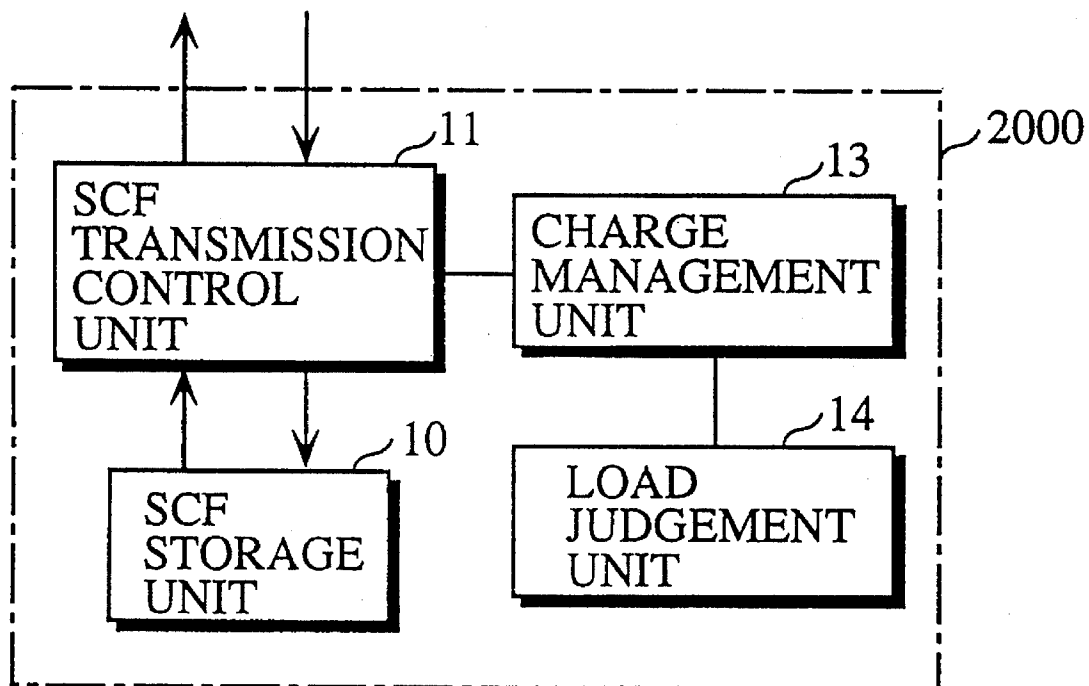 2000
11
SCF
TRANSMISSION
CONTROL
UNIT
13
CHARGE
MANAGEMENT
UNIT
10
SCF
STORAGE
UNIT
14
LOAD
JUDGEMENT
UNIT